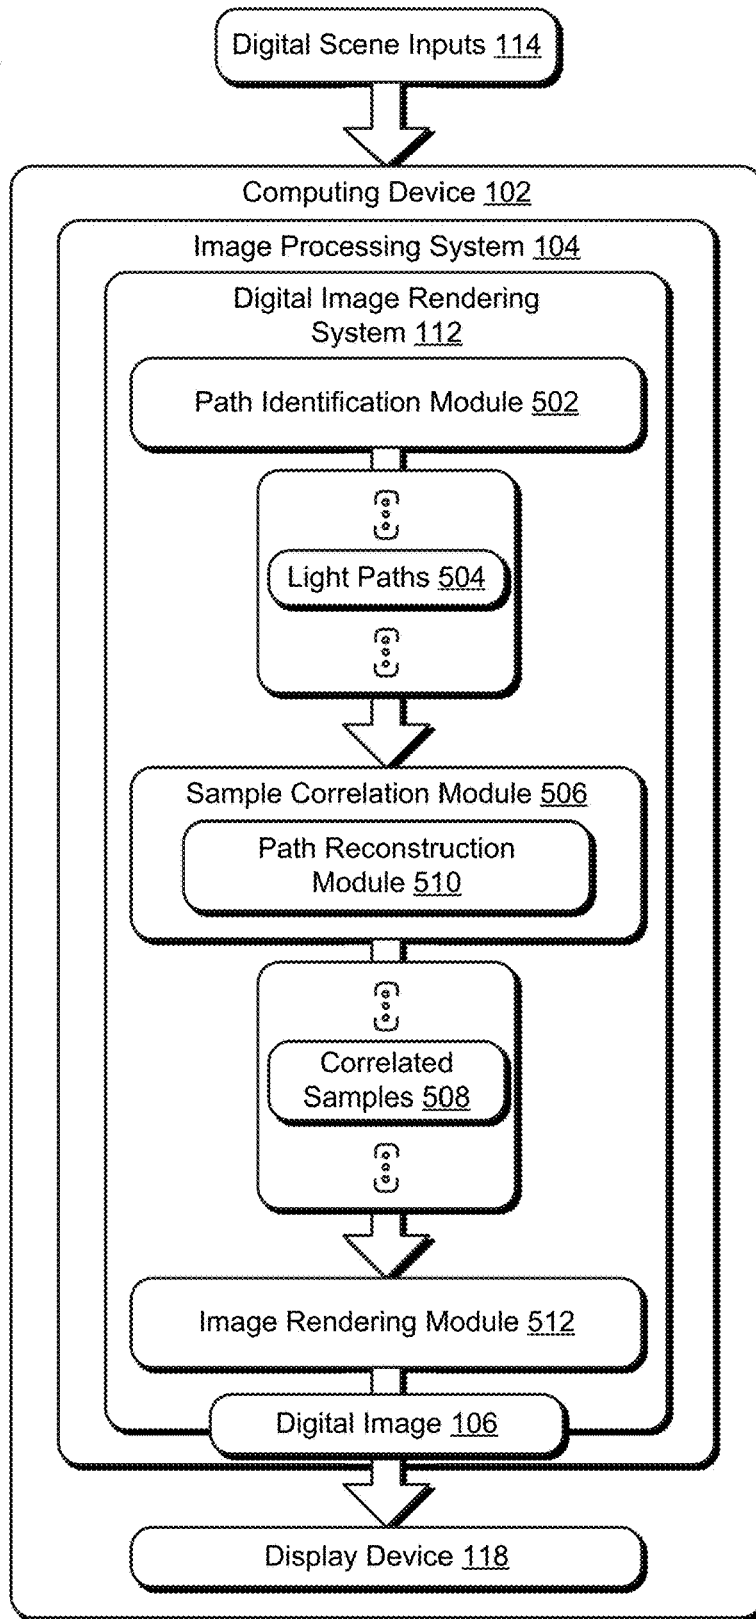 Digital Scene Inputs 114
Computing Device 102
Image Processing System 104
Digital Image Rendering
System 112
Path Identification Module 502
Light Paths 504
Sample Correlation Module 506
Path Reconstruction
Module 510
Correlated
Samples 508
Image Rendering Module 512
Digital Image 106
Display Device 118